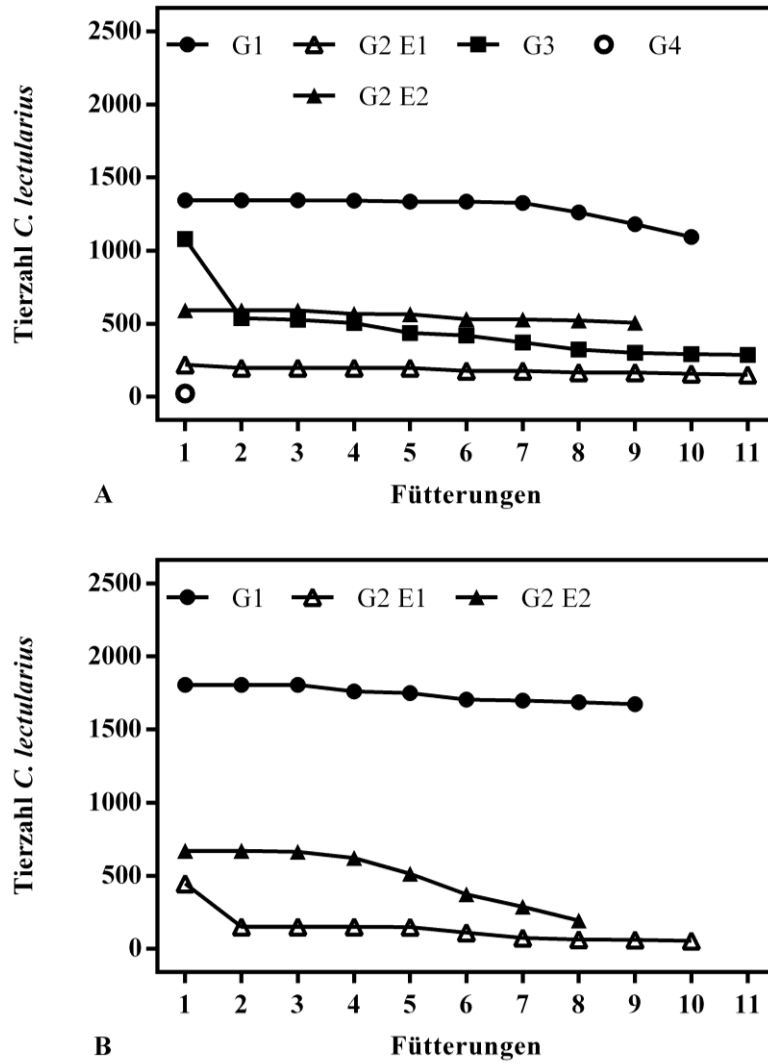 2500
G1 G2 E1 G3 G4
G2 E2
2000
1500
1000
500
0
Tierzahl C. lectularius
1 2 3 4 5 6 7 8 9 10 11
A Fütterungen
2500
G1 G2 E1 G2 E2
2000
1500
1000
500
0
Tierzahl C. lectularius
1 2 3 4 5 6 7 8 9 10 11
B Fütterungen